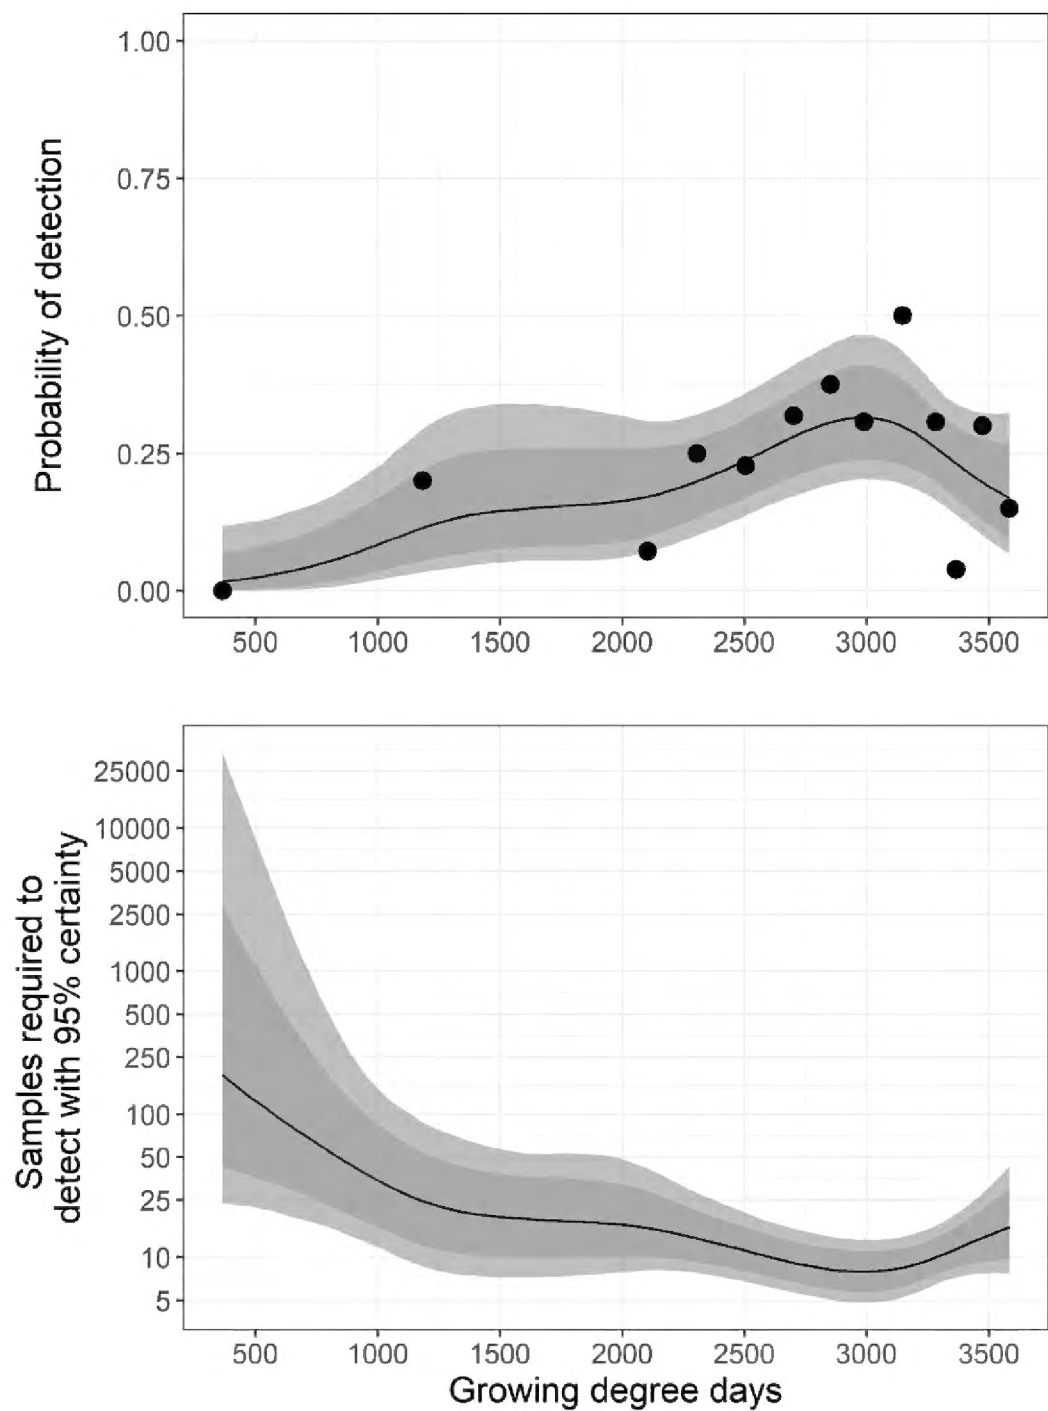 1.00
0.75
0.50
0.25
0.00
Probability of detection
500 1000 1500 2000 2500 3000 3500
25000
10000
5000
2500
1000
500
250
100
50
25
10
5
Samples required to
detect with 95% certainty
500 1000 1500 2000 2500 3000 3500
Growing degree days